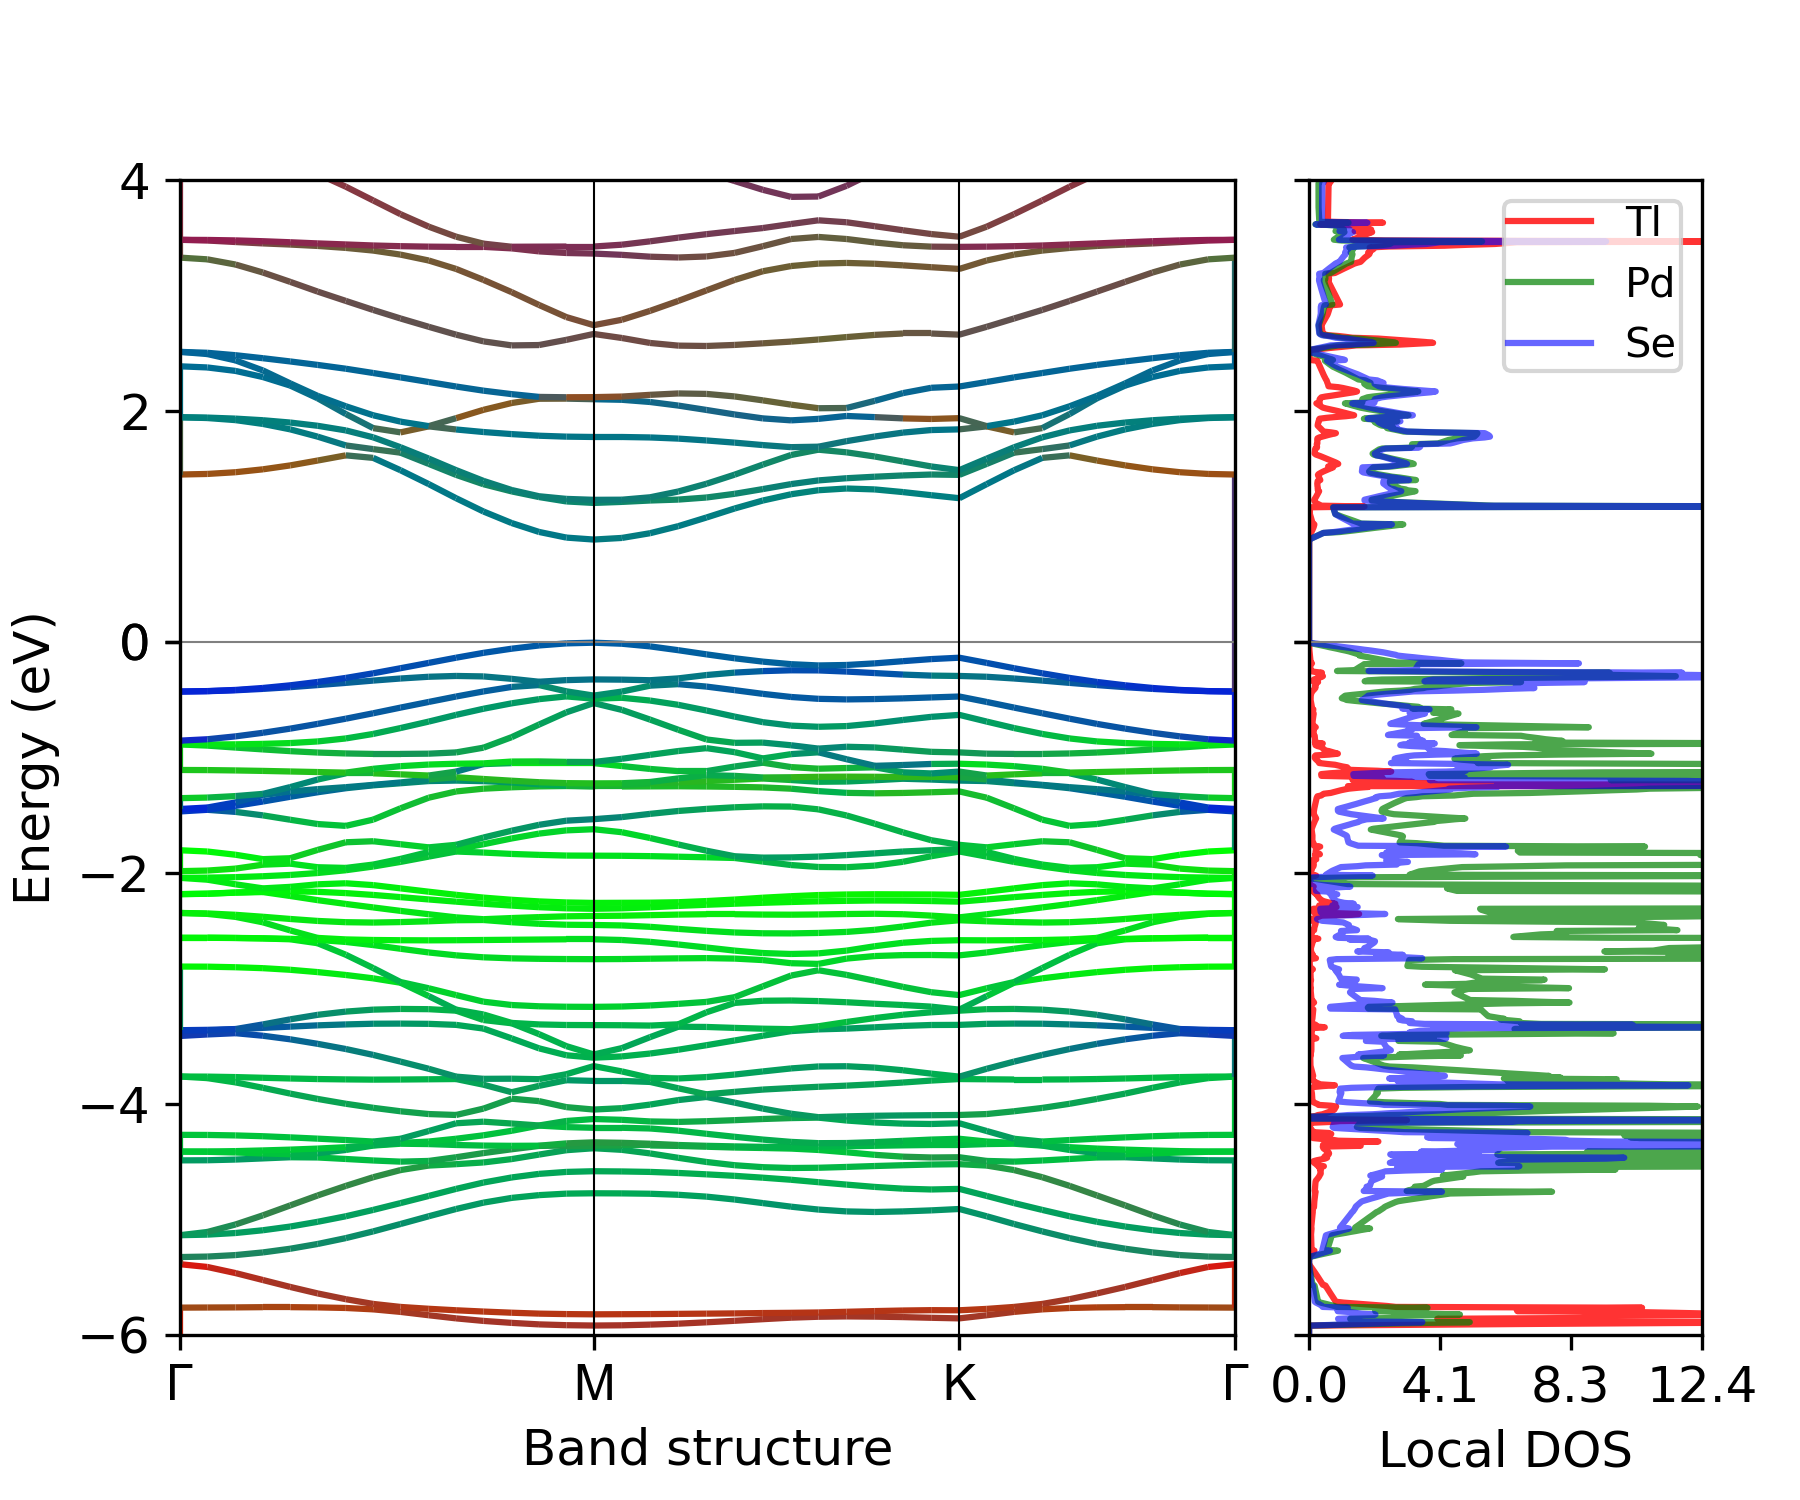 4
2
0
−2
−4
−6
Energy (eV)
Γ
M
K
Γ
Band structure
Tl
Pd
Se
0.0
4.1
8.3
12.4
Local DOS